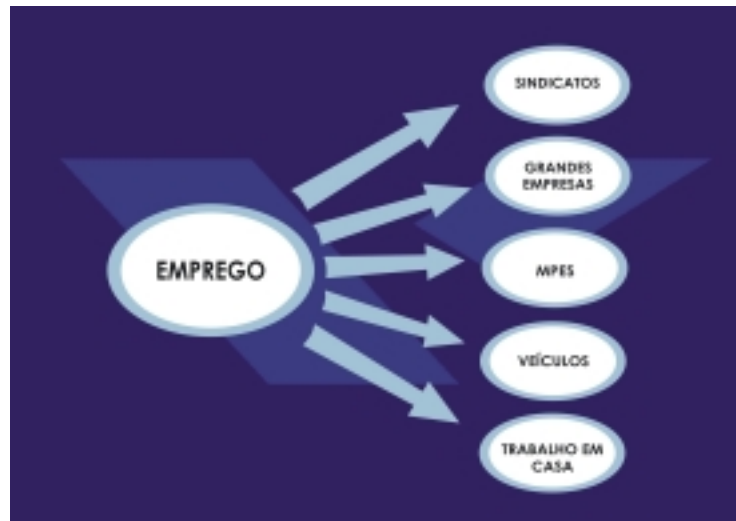 SINDICATOS
GRANDES
EMPRESAS
EMPREGO
MPES
VEÍCULOS
TRABALHO EM
CASA